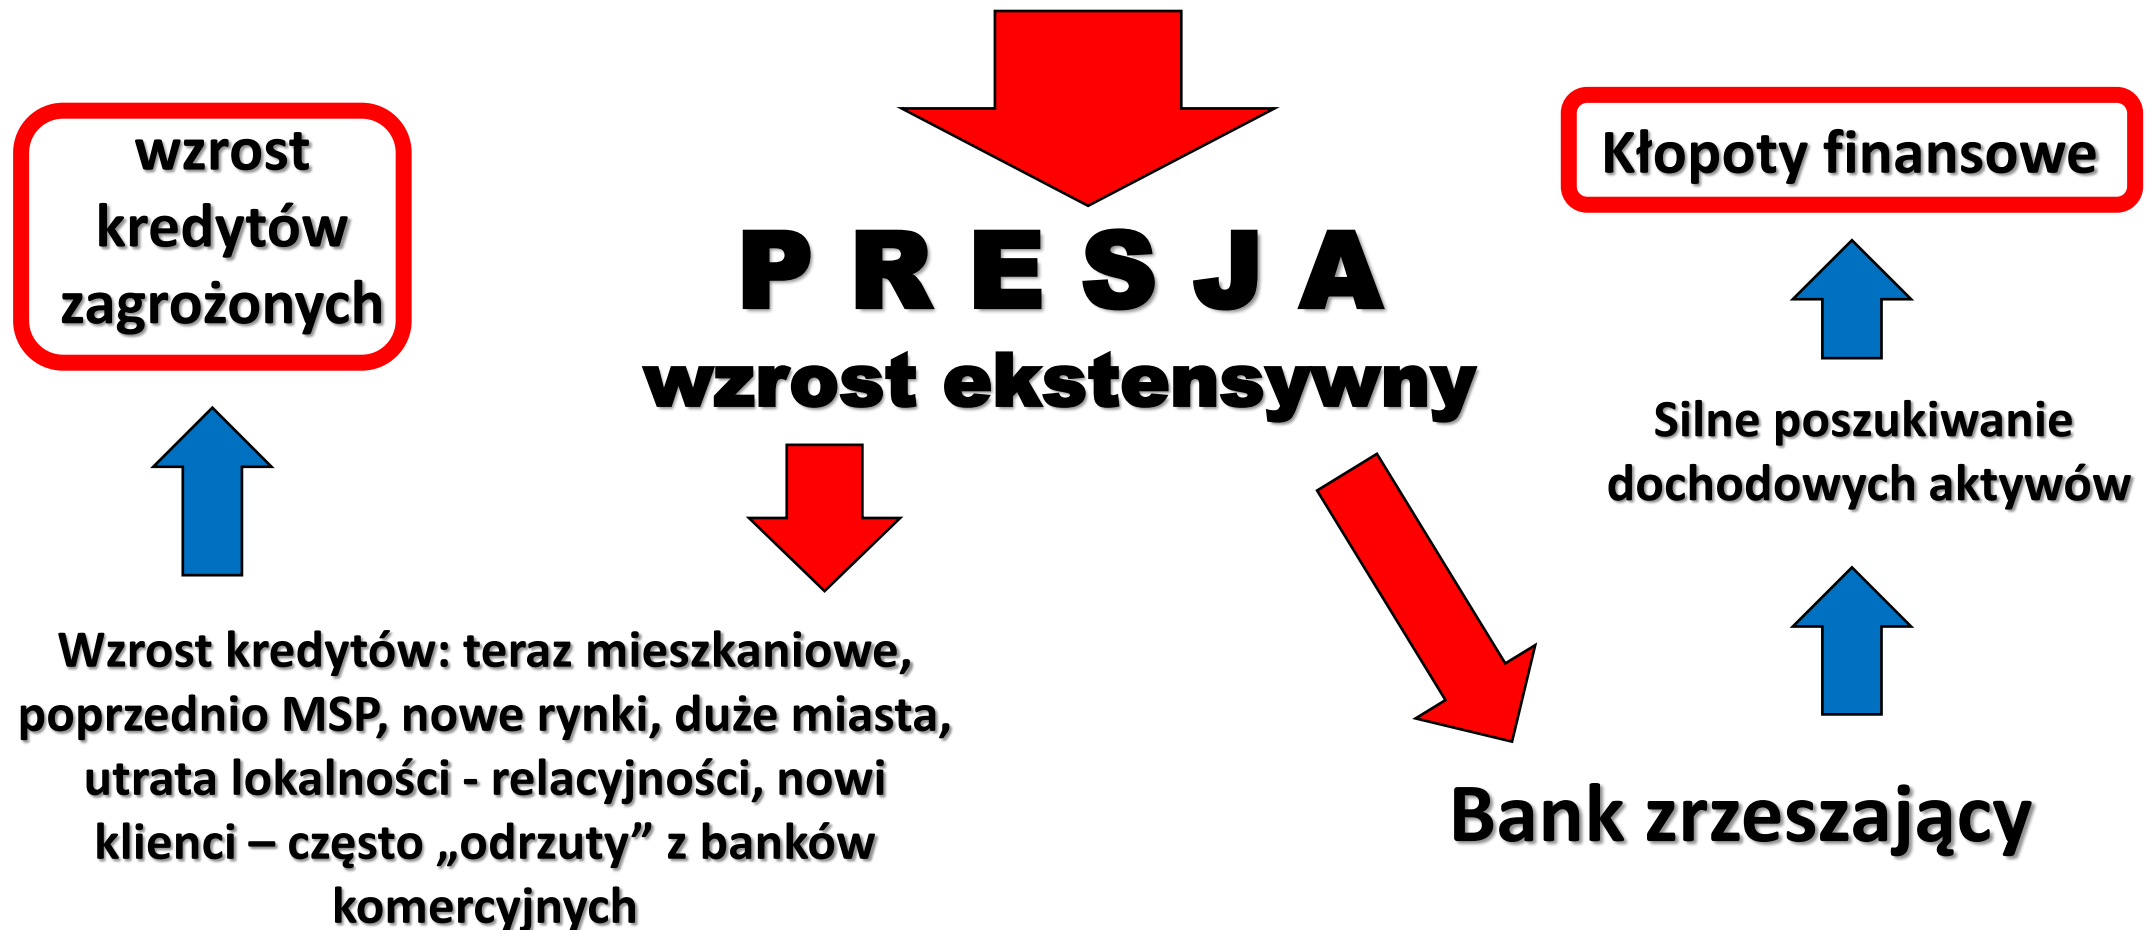 wzrost
kredytów
zagrożonych
P R E S J A
wzrost ekstensywny
Kłopoty finansowe
Silne poszukiwanie
dochodowych aktywów
Wzrost kredytów: teraz mieszkaniowe,
poprzednio MSP, nowe rynki, duże miasta,
utrata lokalności - relacyjności, nowi
klienci – często „odrzuty” z banków
komercyjnych
Bank zrzeszający